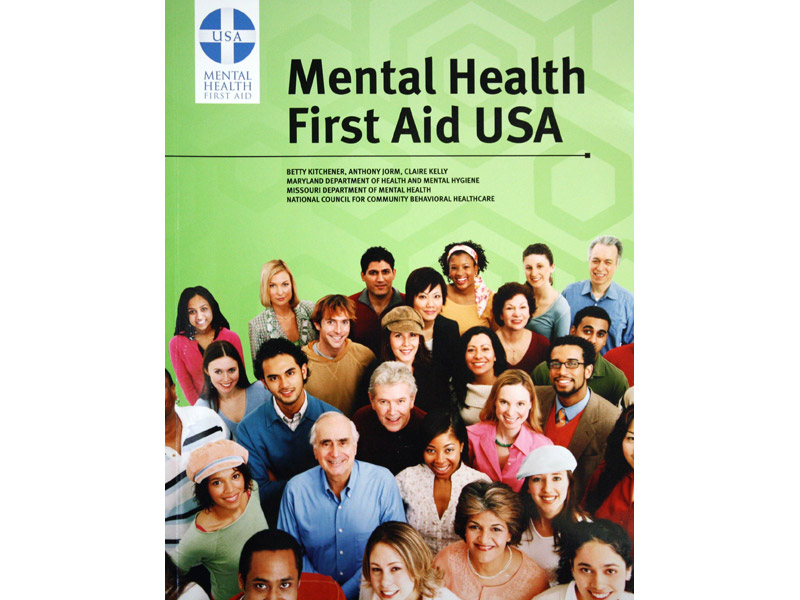 USA
MENTAL
HEALTH
FIRST AID
Mental Health
First Aid USA
BETTY KITCHENER, ANTHONY JORM, CLAIRE KELLY
MARYLAND DEPARTMENT OF HEALTH AND MENTAL HYGIENE
MISSOURI DEPARTMENT OF MENTAL HEALTH
NATIONAL COUNCIL FOR COMMUNITY BEHAVIORAL HEALTHCARE